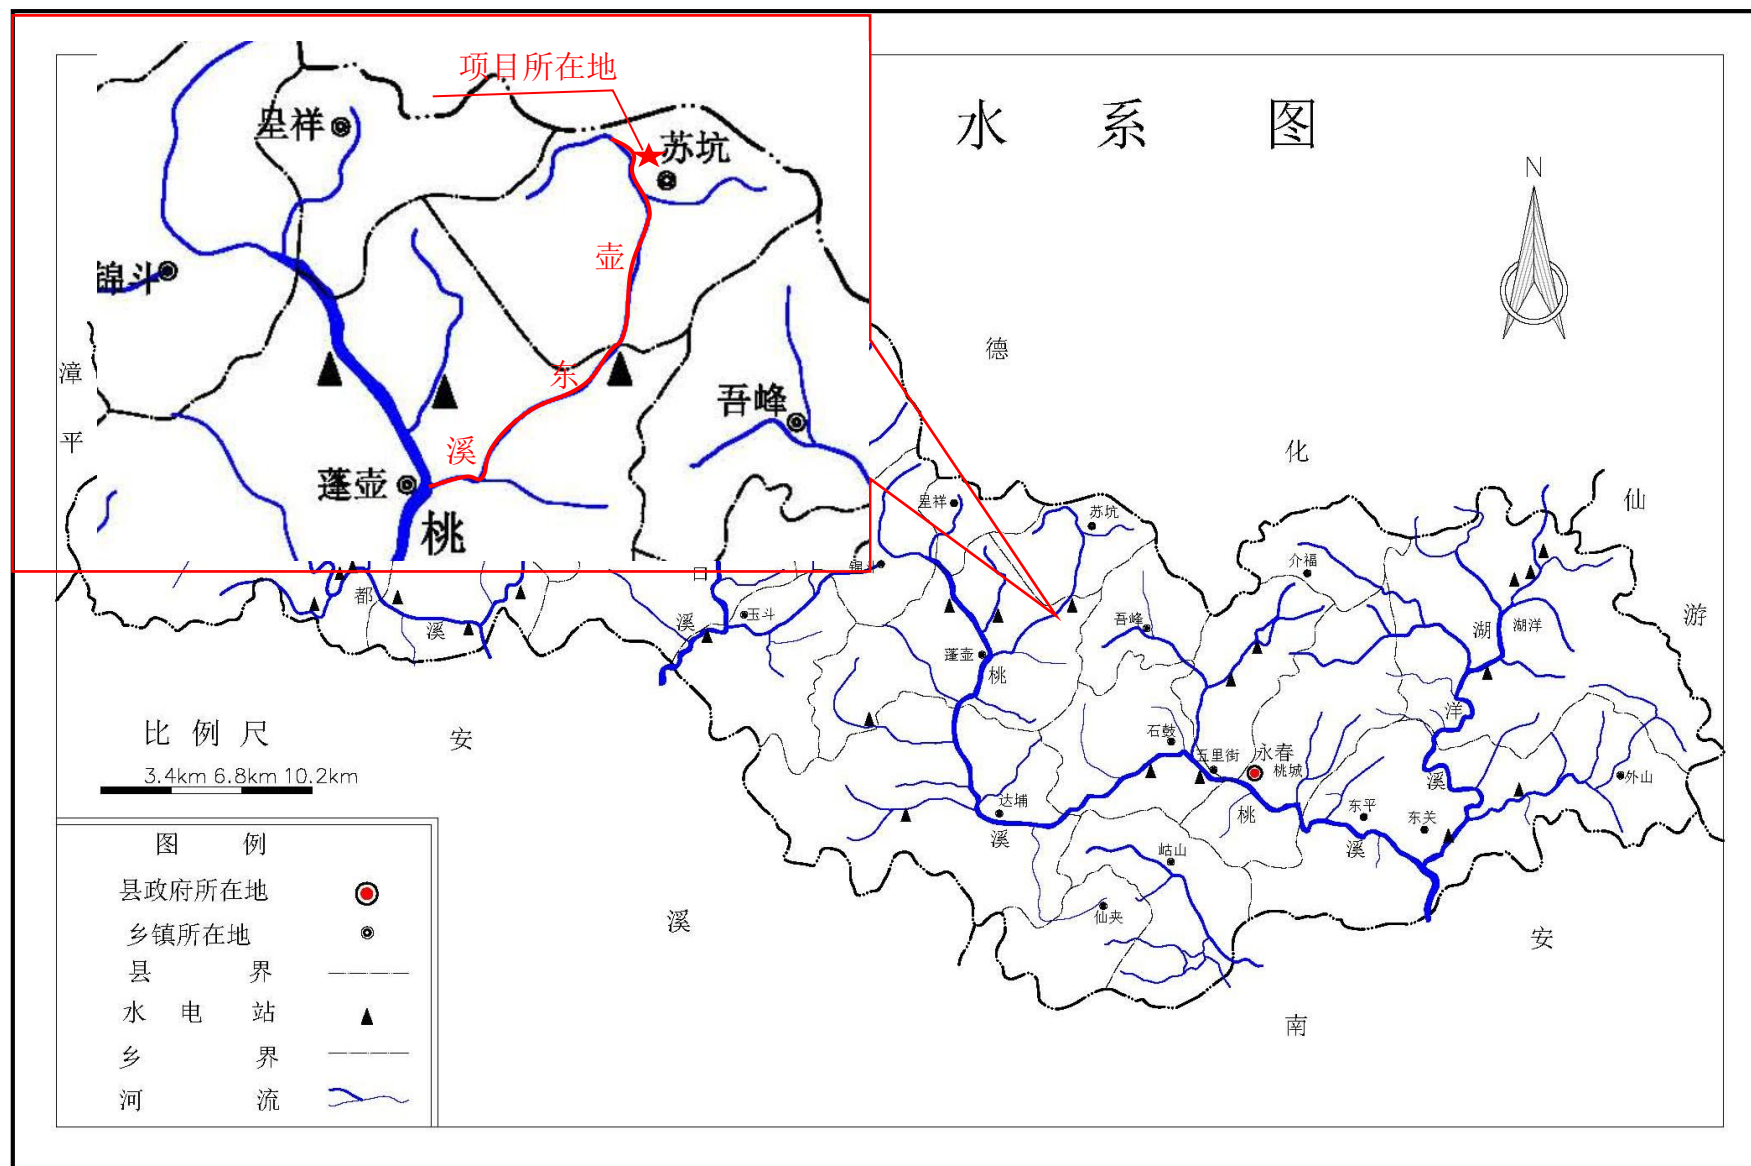 项目所在地
水系图
N
呈祥
苏坑
壶
锦斗
东
溪
吾峰
蓬壶
桃
漳
平
德
化
仙
游
呈祥
苏坑
介福
锦斗
都
溪
溪
玉斗
吾峰
湖
湖洋
蓬壶
桃
洋
石鼓
五里街
永春
桃城
溪
外山
达埔
溪
桃
东平
东关
溪
岵山
仙夹
安
溪
安
南
比例尺
3.4km 6.8km 10.2km
图例
县政府所在地
乡镇所在地
县界
水电站
乡界
河流